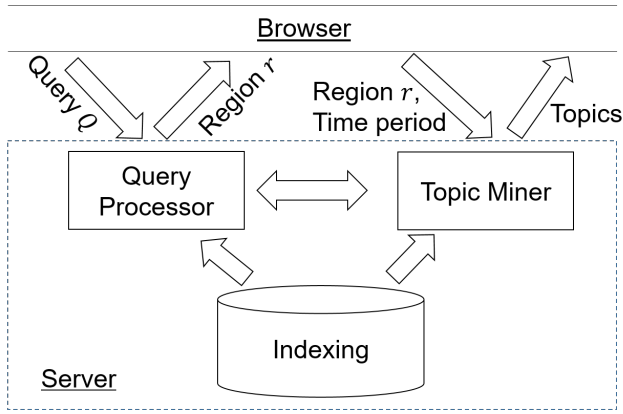 Browser
Query Q
Region r
Region r,
Time period
Topics
Query
Processor
Topic Miner
Indexing
Server